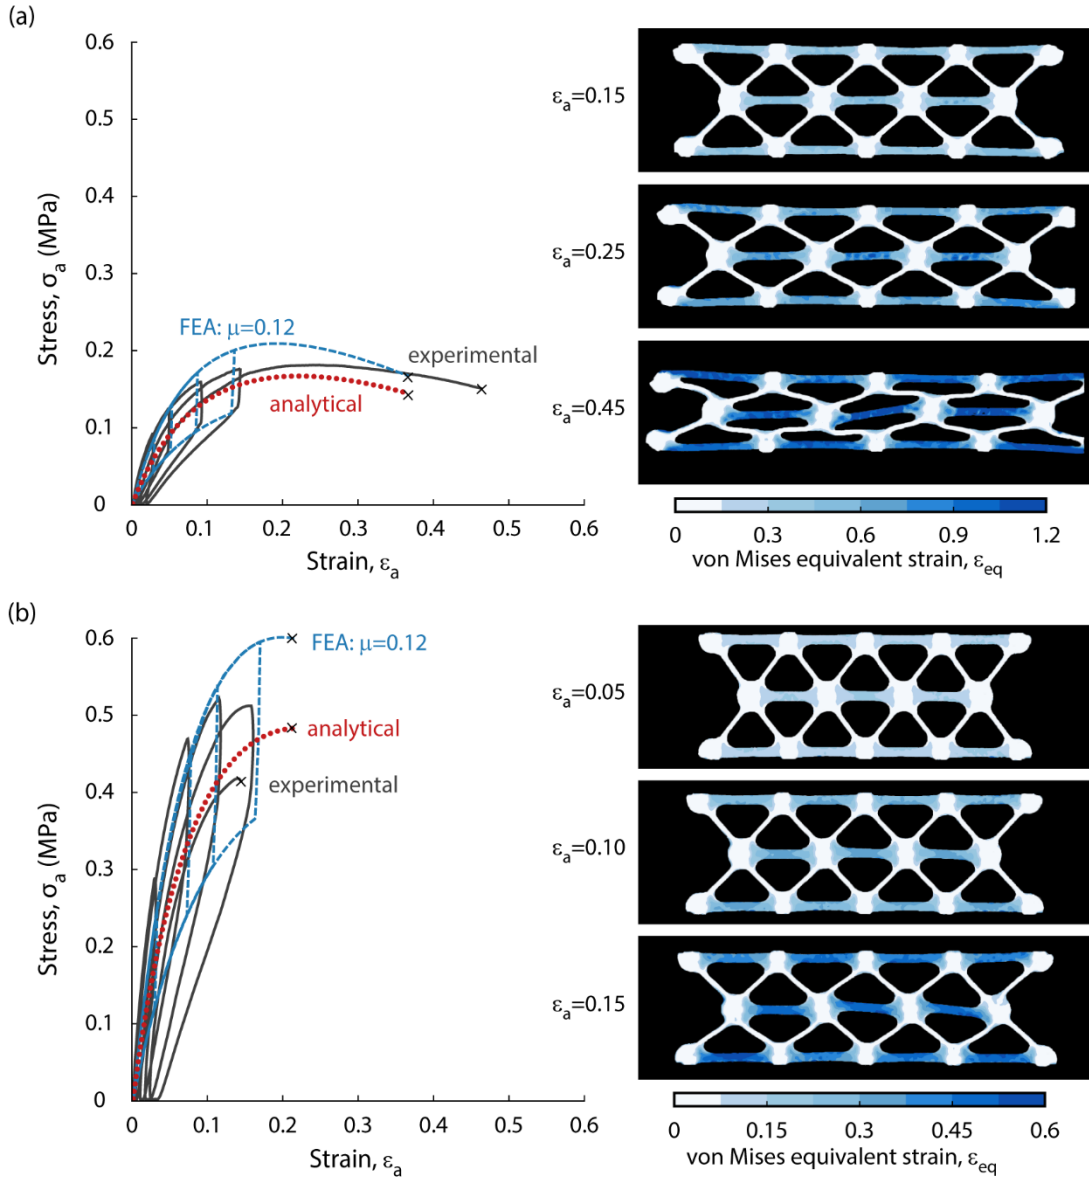 (a)
0.6
0.5
0.4
0.3
0.2
0.1
0
Stress, σₐ (MPa)
FEA: μ=0.12
experimental
analytical
0 0.1 0.2 0.3 0.4 0.5 0.6
Strain, εₐ
εₐ=0.15
εₐ=0.25
εₐ=0.45
0 0.3 0.6 0.9 1.2
von Mises equivalent strain, ε_eq
(b)
0.6
0.5
0.4
0.3
0.2
0.1
0
Stress, σₐ (MPa)
FEA: μ=0.12
analytical
experimental
0 0.1 0.2 0.3 0.4 0.5 0.6
Strain, εₐ
εₐ=0.05
εₐ=0.10
εₐ=0.15
0 0.15 0.3 0.45 0.6
von Mises equivalent strain, ε_eq